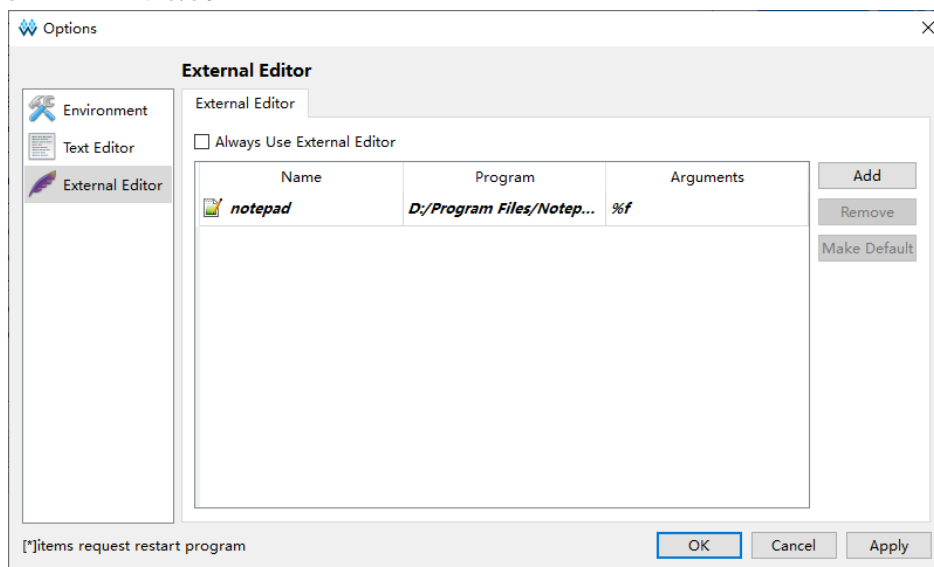 Options
External Editor
Environment
Text Editor
External Editor
External Editor
Always Use External Editor
Name Program Arguments
notepad D:/Program Files/Notep... %f
Add
Remove
Make Default
[*]items request restart program
OK Cancel Apply